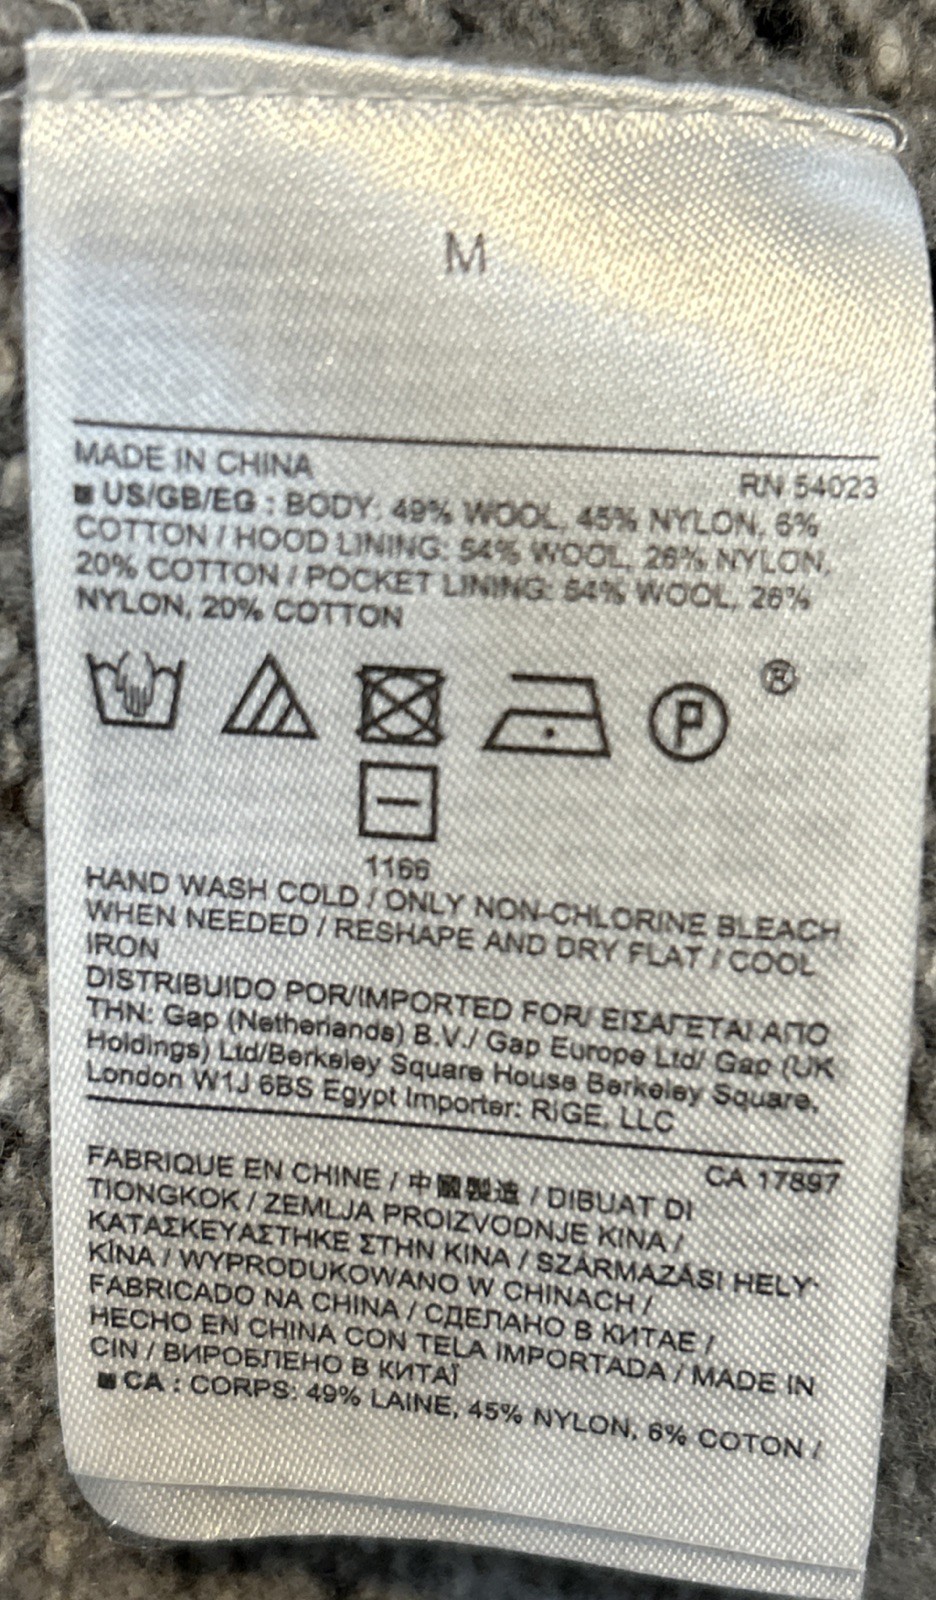 M
MADE IN CHINA
RN 54023
US/GB/EG : BODY: 49% WOOL, 45% NYLON, 6%
COTTON / HOOD LINING: 54% WOOL, 26% NYLON,
20% COTTON / POCKET LINING: 54% WOOL, 26%
NYLON, 20% COTTON
P
®
1166
HAND WASH COLD / ONLY NON-CHLORINE BLEACH
WHEN NEEDED / RESHAPE AND DRY FLAT / COOL
IRON
DISTRIBUIDO POR/IMPORTED FOR/ ΕΙΣΑΓΕΤΑΙ ΑΠΟ
ΤΗΝ: Gap (Netherlands) B.V./ Gap Europe Ltd/ Gap (UK
Holdings) Ltd/Berkeley Square House Berkeley Square,
London W1J 6BS Egypt Importer: RIGE, LLC
CA 17897
FABRIQUE EN CHINE / 中國製造 / DIBUAT DI
TIONGKOK / ZEMLJA PROIZVODNJE KINA /
ΚΑΤΑΣΚΕΥΑΣΤΗΚΕ ΣΤΗΝ ΚΙΝΑ / SZÁRMAZÁSI HELY:
KÍNA / WYPRODUKOWANO W CHINACH /
FABRICADO NA CHINA / СДЕЛАНО В КИТАЕ /
HECHO EN CHINA CON TELA IMPORTADA / MADE IN
CIN / ВИРОБЛЕНО В КИТАЇ
CA : CORPS: 49% LAINE, 45% NYLON, 6% COTON /